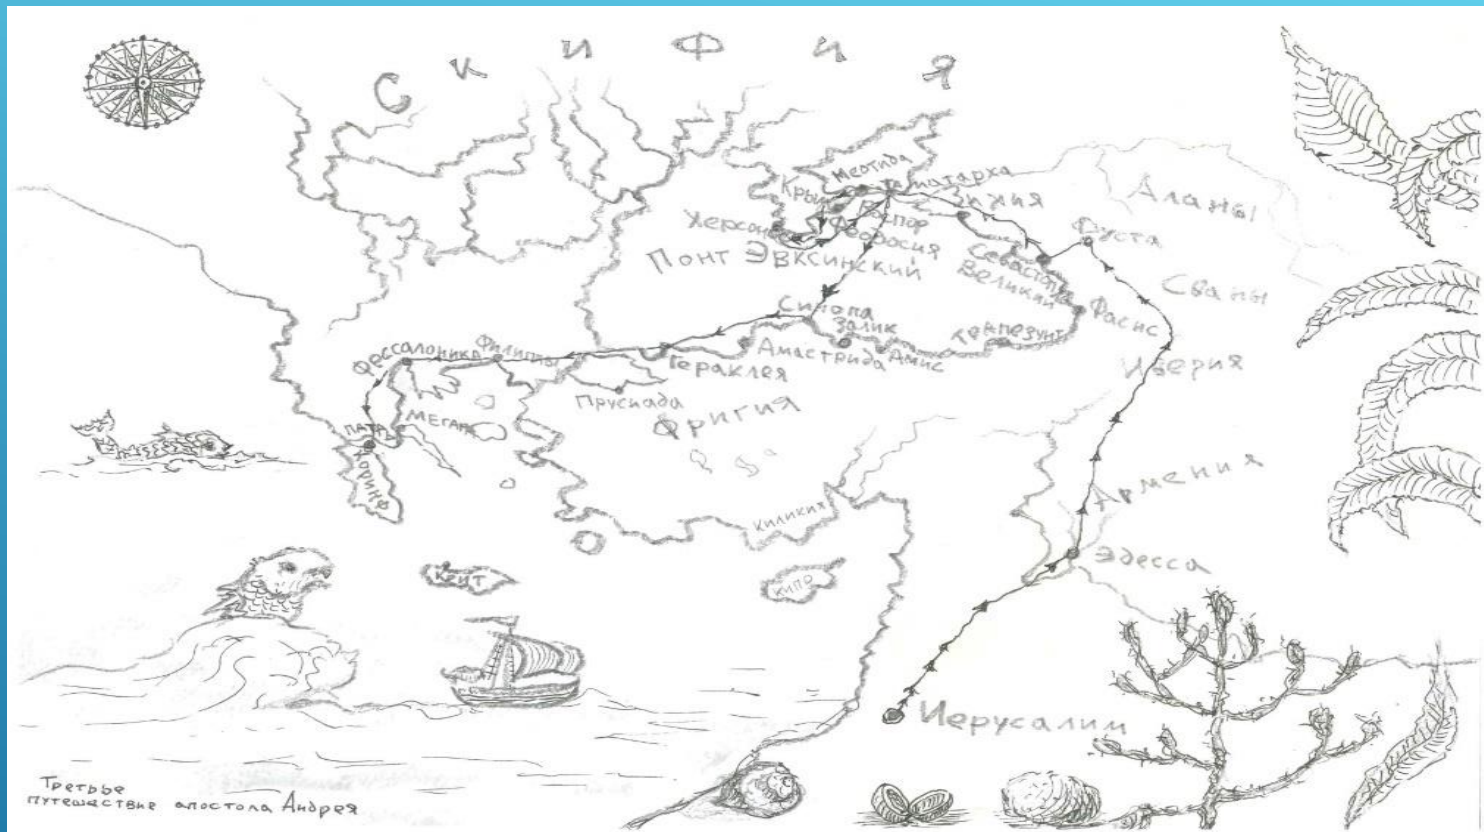 СКИФИЯ
Меотида
Таматарха
Крым
Зихия
Аланы
Боспор
Херсон
Феодосия
Фуста
ПОНТ ЭВКСИНСКИЙ
Севастополь
Великий
Сваны
Синопа
Фасис
Залик
Трапезунт
Фессалоника
Филиппы
Амастрида
Амис
Гераклея
Иверия
Прусиада
Фригия
ПАТРЫ
МЕГАРА
Коринф
Армения
Киликия
Эдесса
КРИТ
КИПР
Иерусалим
Третье
путешествие апостола Андрея